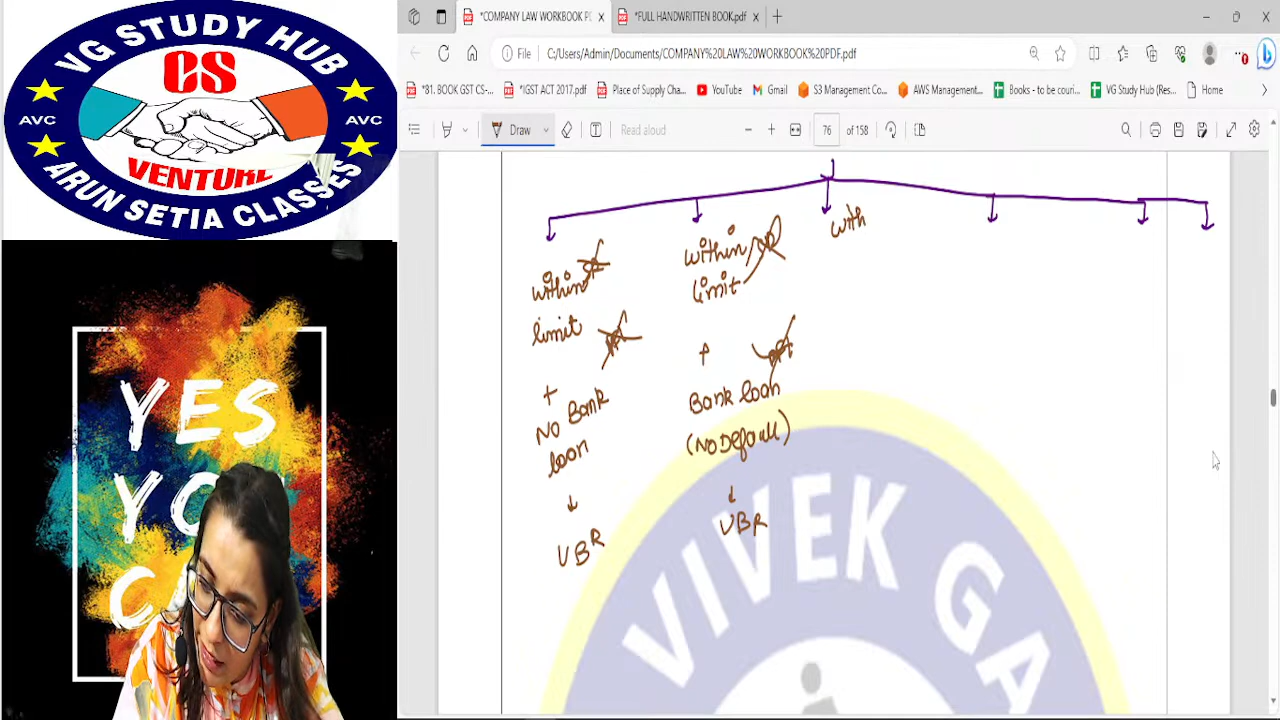 VG STUDY HUB
CS
AVC
AVC
VENTURE
ARUN SETIA CLASSES
YES
YO
C
*COMPANY LAW WORKBOOK P
*FULL HANDWRITTEN BOOK.pdf
File
C:/Users/Admin/Documents/COMPANY%20LAW%20WORKBOOK%20PDF.pdf
*81. BOOK GST CS-...
*IGST ACT 2017.pdf
Place of Supply Cha...
YouTube
Gmail
S3 Management Co...
AWS Management...
Books - to be couri...
VG Study Hub (Res...
Home
Draw
Read aloud
76
of 158
within
limit
+
No Bank
loan
UBR
within
limit
+
Bank loan
(No Default)
UBR
with
VIVEK GA